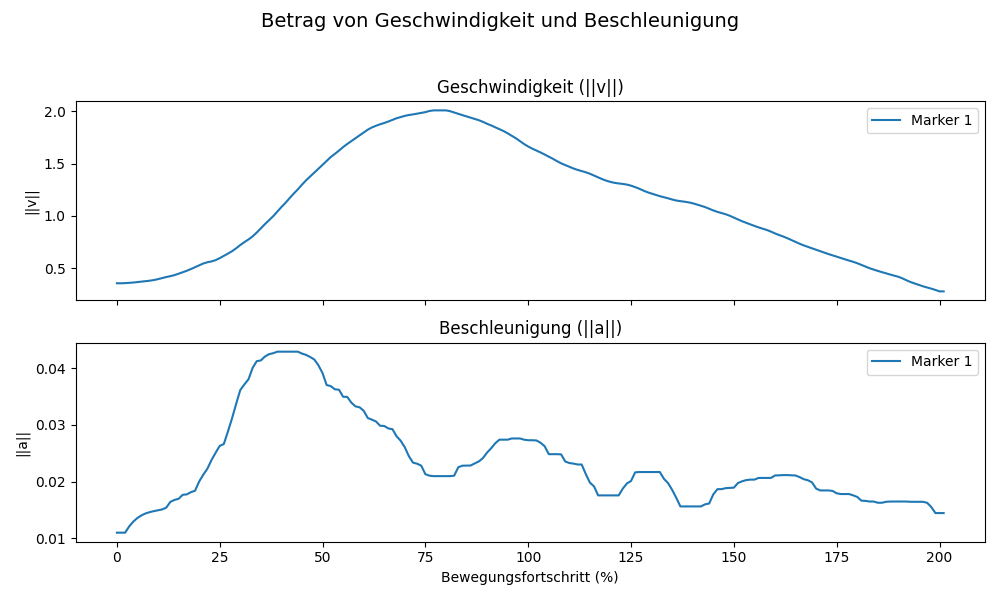 Betrag von Geschwindigkeit und Beschleunigung
Geschwindigkeit (||v||)
2.0
1.5
1.0
0.5
||v||
Marker 1
Beschleunigung (||a||)
0.04
0.03
0.02
0.01
||a||
Marker 1
0 25 50 75 100 125 150 175 200
Bewegungsfortschritt (%)